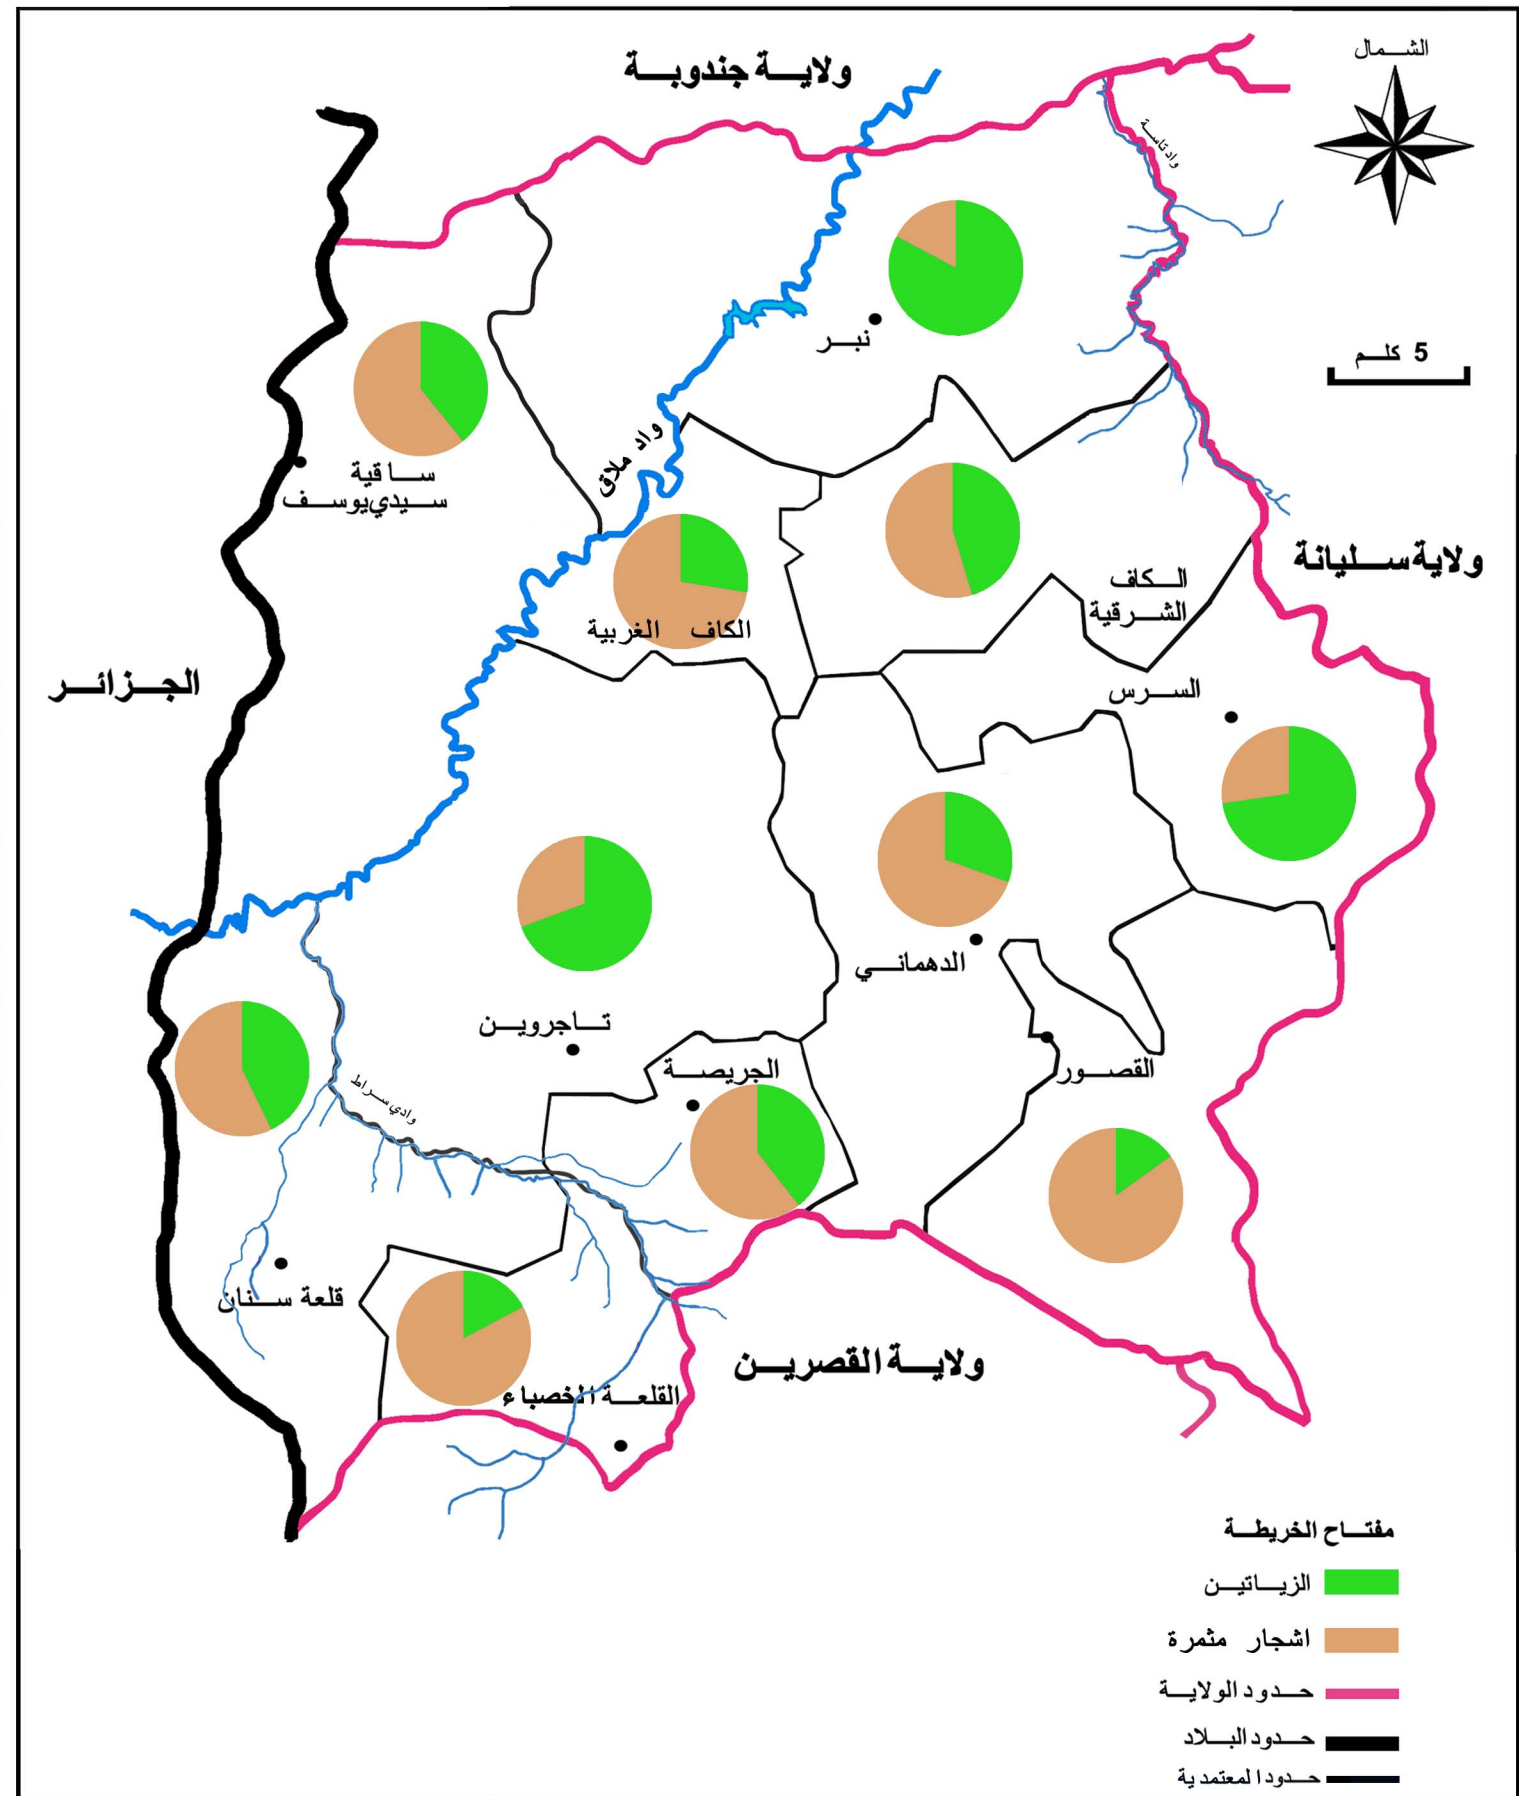 الشمال
ولاية جندوبة
واد تاسة
نبر
5 كلم
واد ملاق
ساقية
سيدي يوسف
ولاية سليانة
الكاف
الشرقية
الكاف الغربية
الجزائر
السرس
الدهماني
تاجروين
القصور
الجريصة
وادي سراط
قلعة سنان
ولاية القصرين
القلعة الخصباء
مفتاح الخريطة
الزياتين
اشجار مثمرة
حدود الولاية
حدود البلاد
حدود المعتمدية